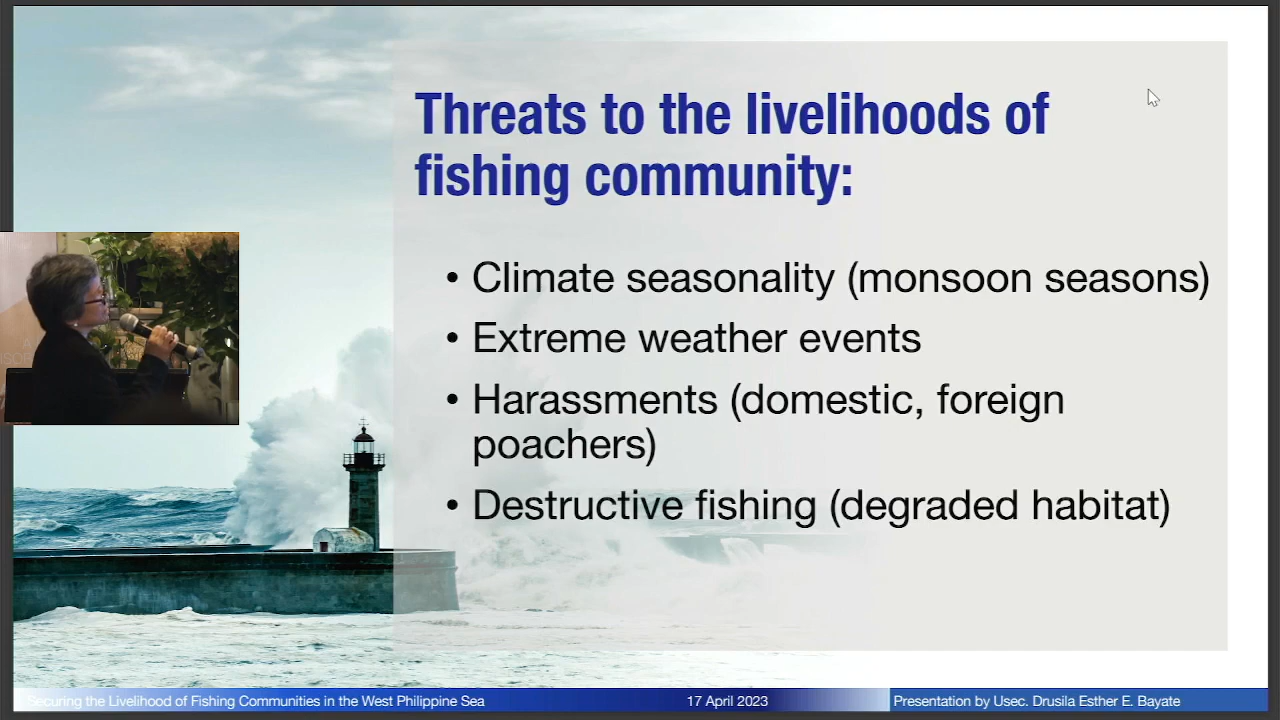 Threats to the livelihoods of
fishing community:
• Climate seasonality (monsoon seasons)
• Extreme weather events
• Harassments (domestic, foreign
poachers)
• Destructive fishing (degraded habitat)
Securing the Livelihood of Fishing Communities in the West Philippine Sea
17 April 2023
Presentation by Usec. Drusila Esther E. Bayate